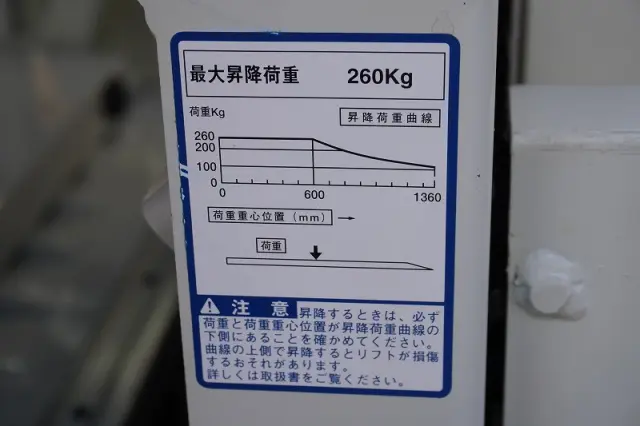 最大昇降荷重 260Kg
荷重Kg
昇降荷重曲線
260
200
100
0
0 600 1360
荷重重心位置(mm) →
荷重
注意 昇降するときは、必ず
荷重と荷重重心位置が昇降荷重曲線の
下側にあることを確かめてください。
曲線の上側で昇降するとリフトが損傷
するおそれがあります。
詳しくは取扱書をご覧ください。